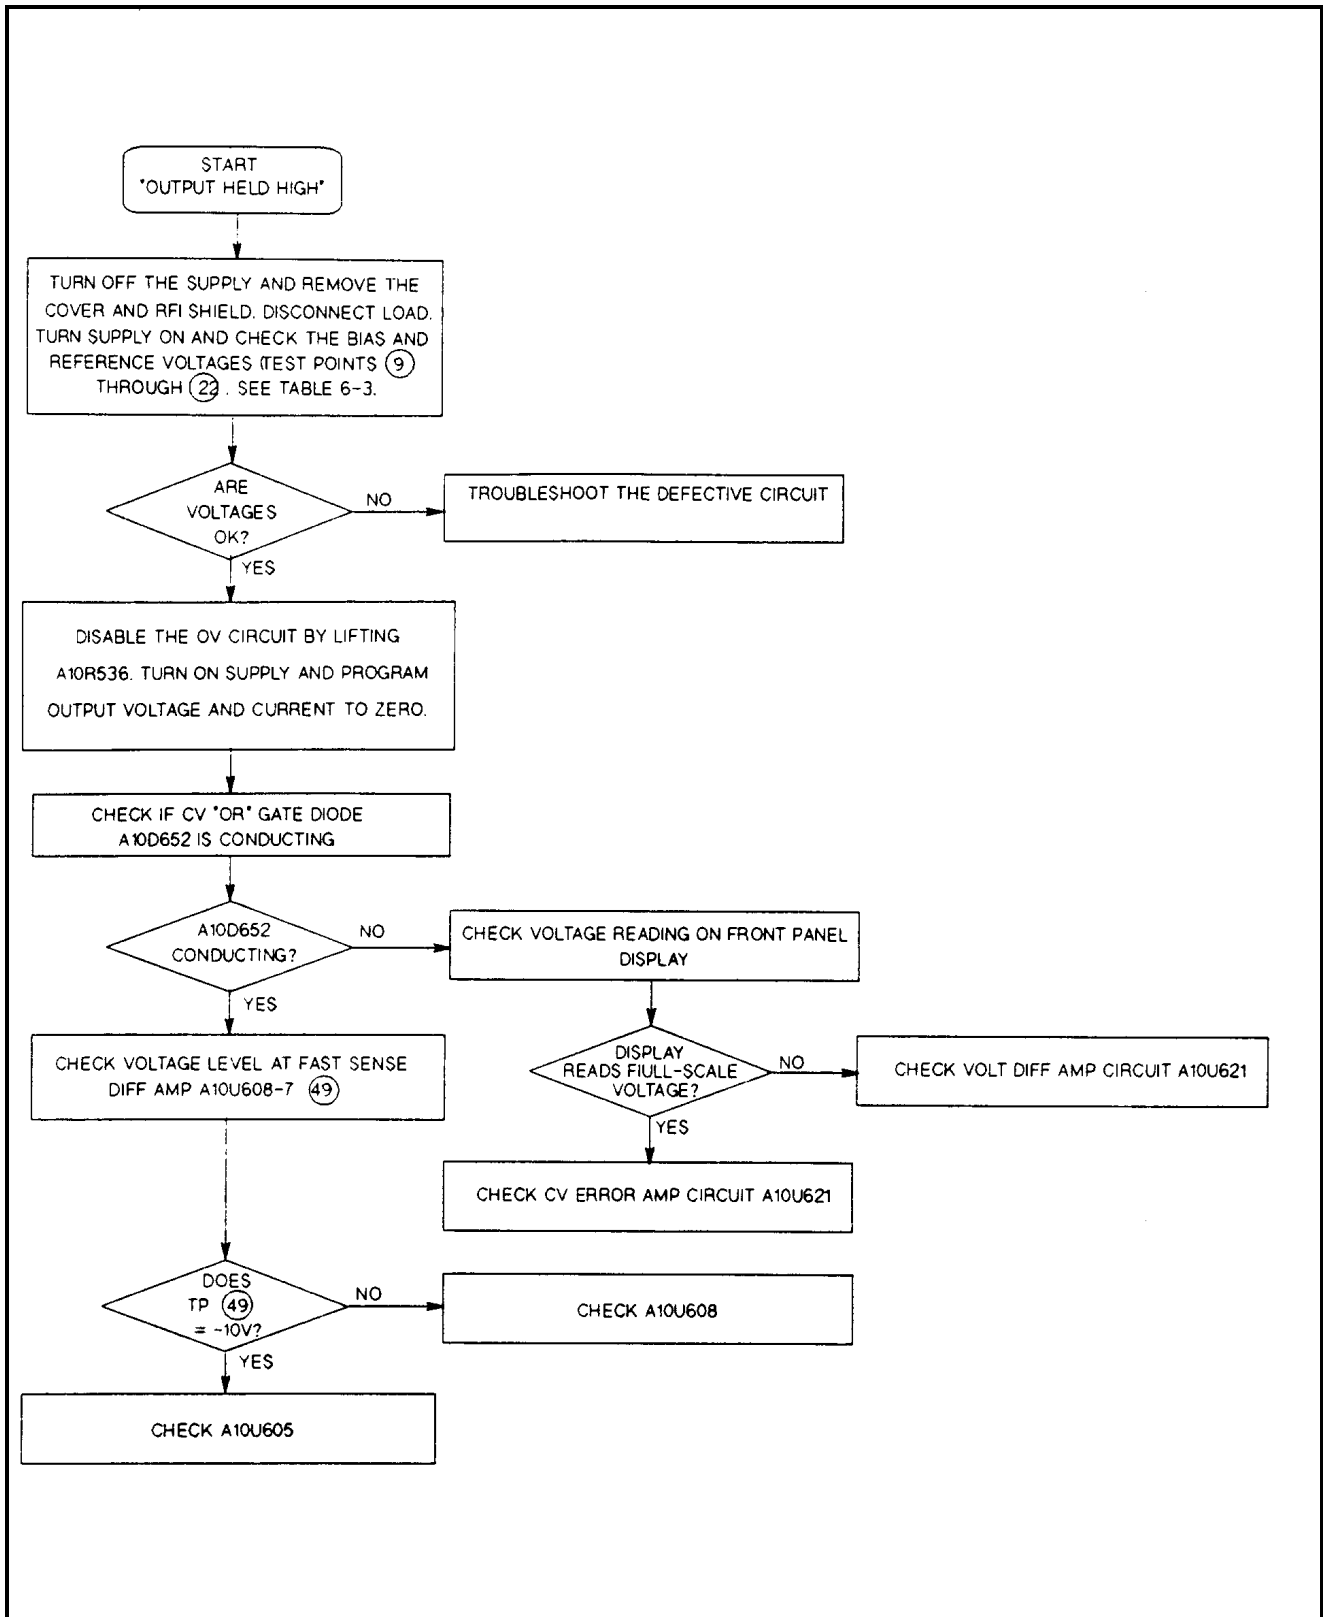 START
"OUTPUT HELD HIGH"
TURN OFF THE SUPPLY AND REMOVE THE
COVER AND RFI SHIELD. DISCONNECT LOAD.
TURN SUPPLY ON AND CHECK THE BIAS AND
REFERENCE VOLTAGES (TEST POINTS 9
THROUGH 22 . SEE TABLE 6-3.
ARE
VOLTAGES
OK?
NO
TROUBLESHOOT THE DEFECTIVE CIRCUIT
YES
DISABLE THE OV CIRCUIT BY LIFTING
A10R536. TURN ON SUPPLY AND PROGRAM
OUTPUT VOLTAGE AND CURRENT TO ZERO.
CHECK IF CV "OR" GATE DIODE
A10D652 IS CONDUCTING
A10D652
CONDUCTING?
NO
CHECK VOLTAGE READING ON FRONT PANEL
DISPLAY
YES
CHECK VOLTAGE LEVEL AT FAST SENSE
DIFF AMP A10U608-7 49
DISPLAY
READS FIULL-SCALE
VOLTAGE?
NO
CHECK VOLT DIFF AMP CIRCUIT A10U621
YES
CHECK CV ERROR AMP CIRCUIT A10U621
DOES
TP 49
= -10V?
NO
CHECK A10U608
YES
CHECK A10U605